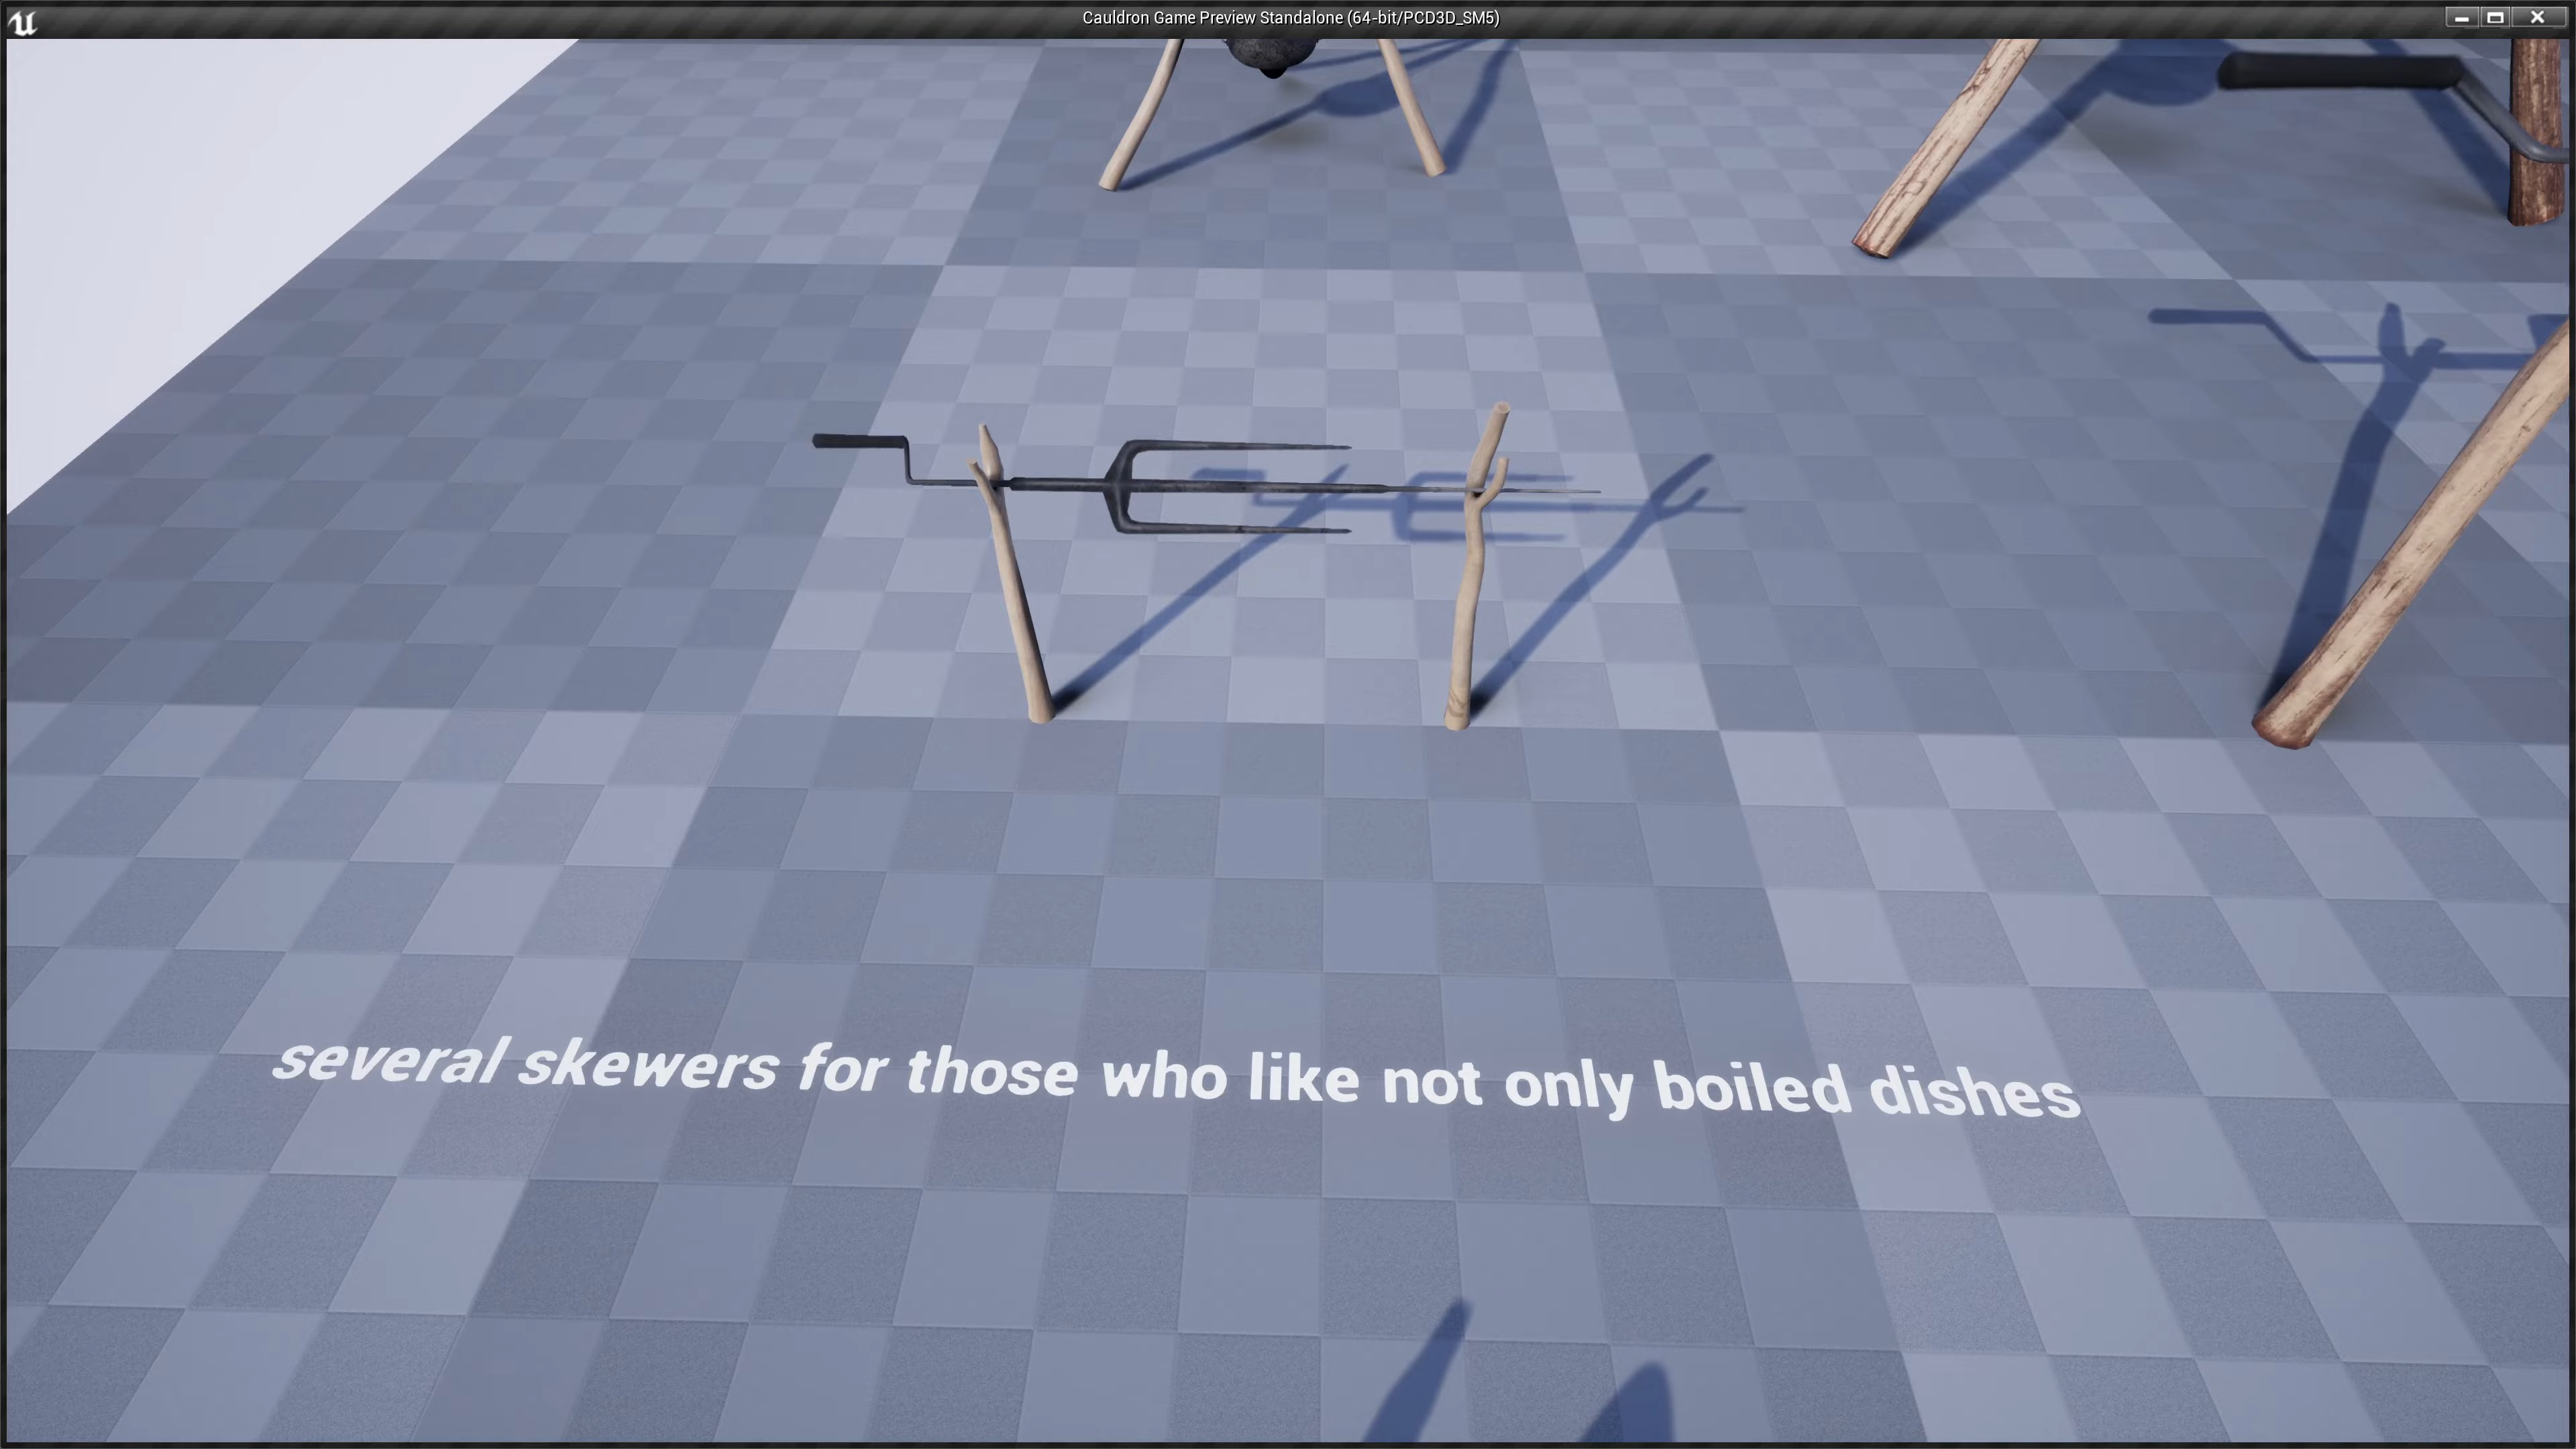 Cauldron Game Preview Standalone (64-bit/PCD3D_SM5)
several skewers for those who like not only boiled dishes